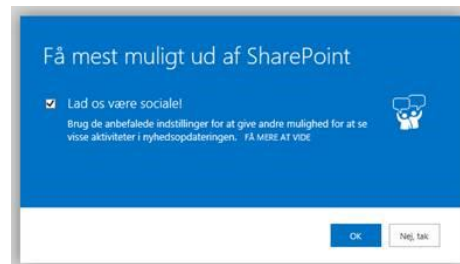 Få mest muligt ud af SharePoint
Lad os være sociale!
Brug de anbefalede indstillinger for at give andre mulighed for at se
visse aktiviteter i nyhedsopdateringen. FÅ MERE AT VIDE
OK
Nej, tak